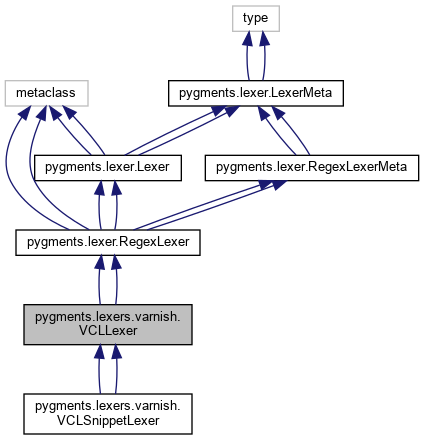 type
metaclass
pygments.lexer.LexerMeta
pygments.lexer.Lexer
pygments.lexer.RegexLexerMeta
pygments.lexer.RegexLexer
pygments.lexers.varnish.
VCLLexer
pygments.lexers.varnish.
VCLSnippetLexer